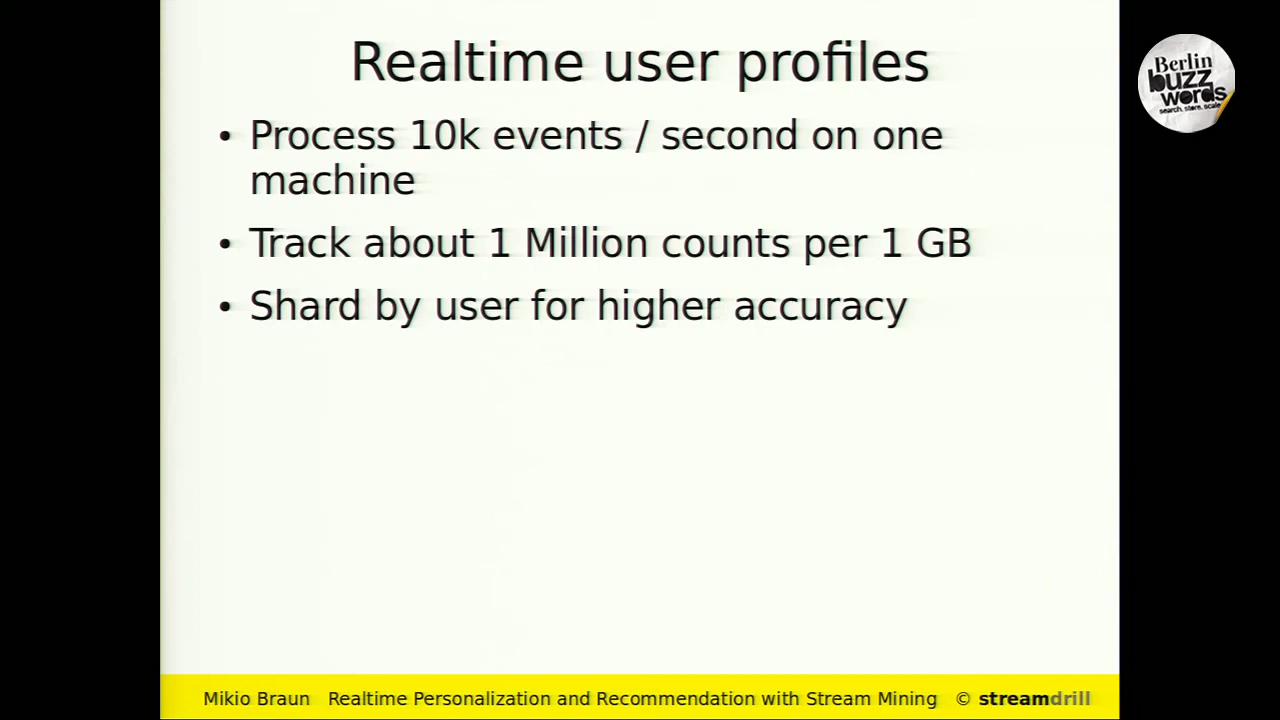 Realtime user profiles
• Process 10k events / second on one
machine
• Track about 1 Million counts per 1 GB
• Shard by user for higher accuracy
Berlin
buzz
words
search. store. scale.
Mikio Braun Realtime Personalization and Recommendation with Stream Mining © streamdrill